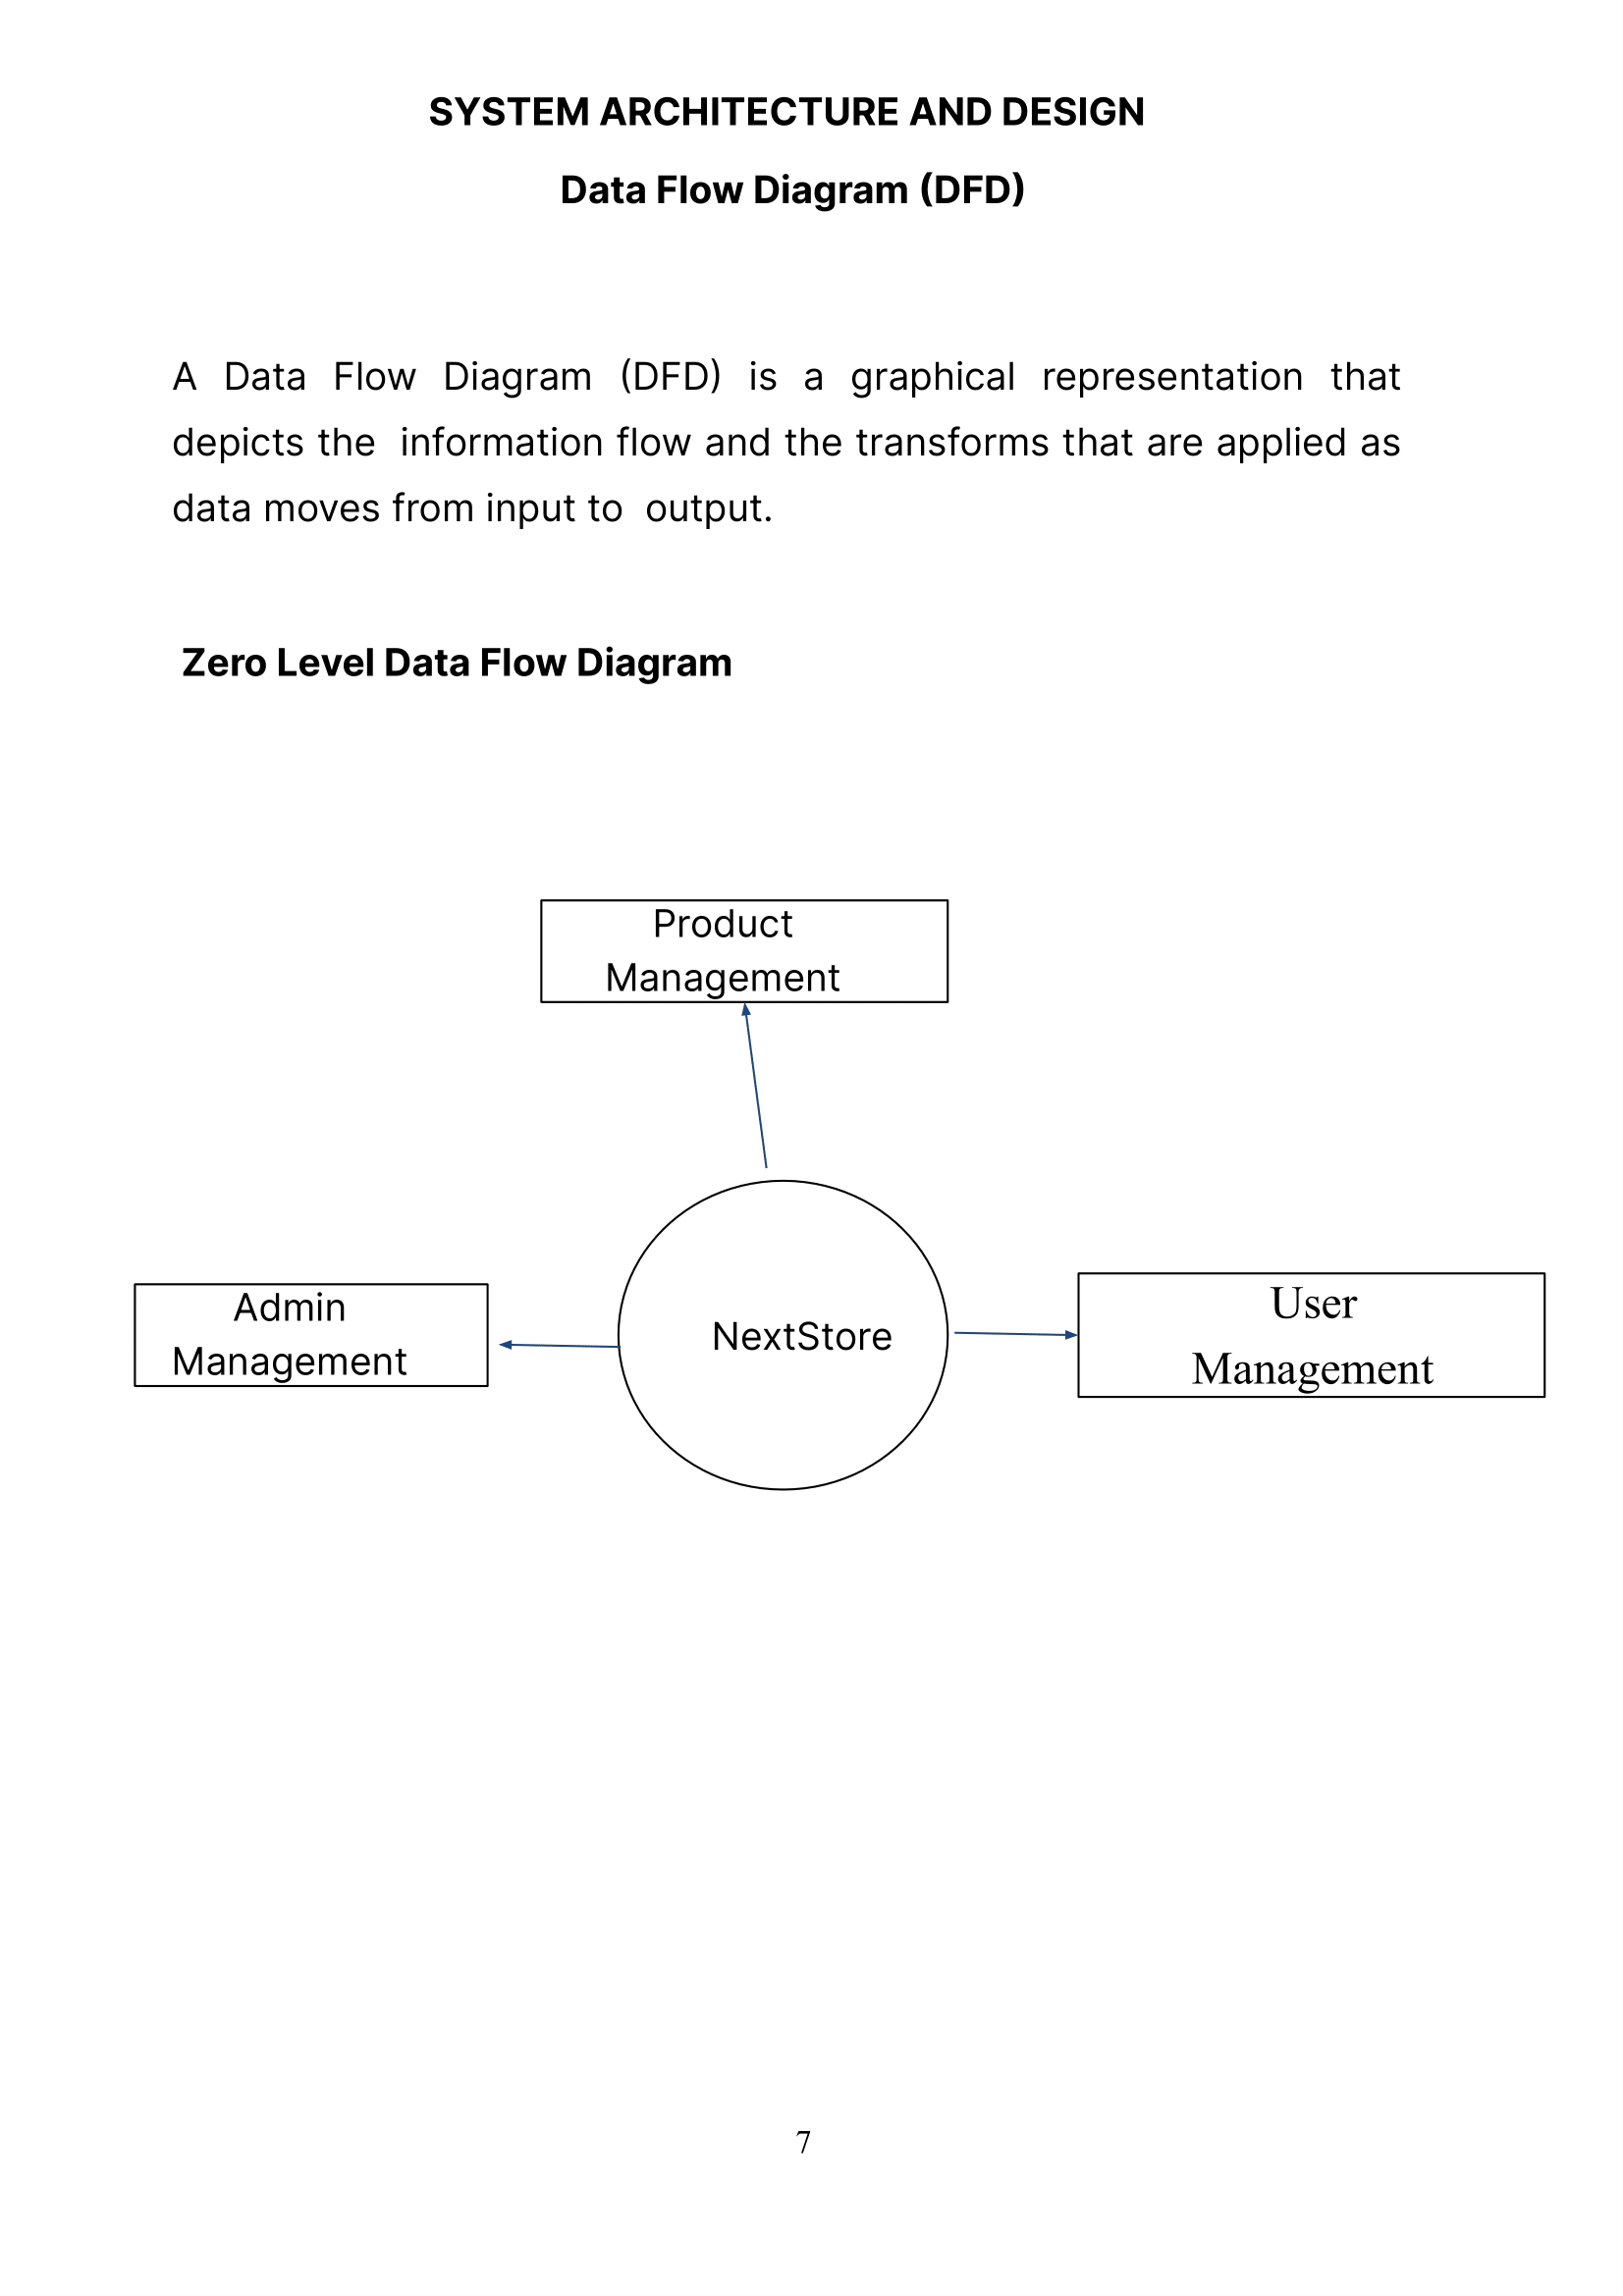 SYSTEM ARCHITECTURE AND DESIGN
Data Flow Diagram (DFD)
A Data Flow Diagram (DFD) is a graphical representation that
depicts the information flow and the transforms that are applied as
data moves from input to output.
Zero Level Data Flow Diagram
Product
Management
Admin
Management
NextStore
User
Management
7